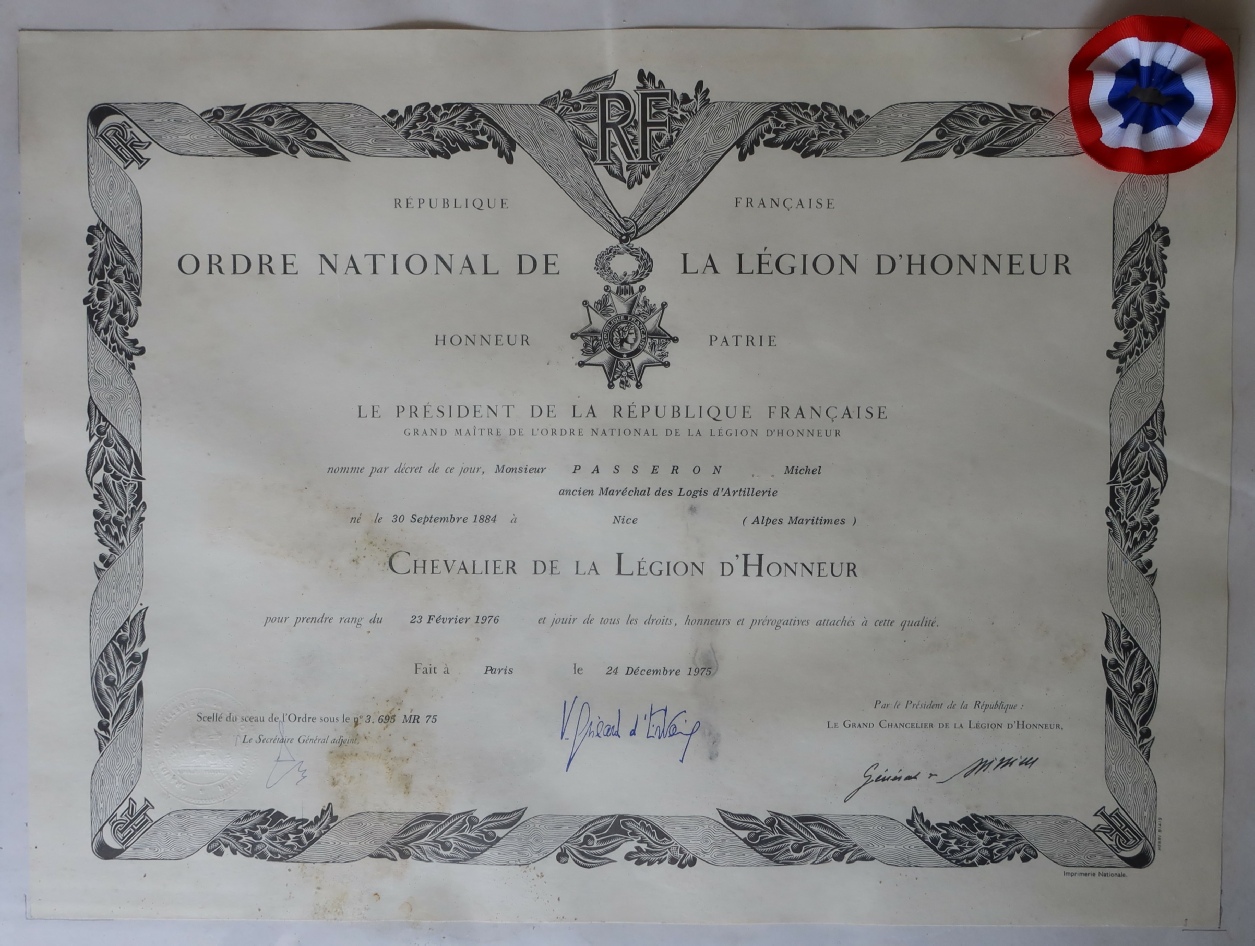 RF
RF
RÉPUBLIQUE FRANÇAISE
ORDRE NATIONAL DE LA LÉGION D'HONNEUR
HONNEUR PATRIE
LE PRÉSIDENT DE LA RÉPUBLIQUE FRANÇAISE
GRAND MAÎTRE DE L'ORDRE NATIONAL DE LA LÉGION D'HONNEUR
nomme par décret de ce jour, Monsieur PASSERON Michel
ancien Maréchal des Logis d'Artillerie
né le 30 Septembre 1884 à Nice (Alpes Maritimes)
CHEVALIER DE LA LÉGION D'HONNEUR
pour prendre rang du 23 Février 1976 et jouir de tous les droits, honneurs et prérogatives attachés à cette qualité.
Fait à Paris le 24 Décembre 1975
Scellé du sceau de l'Ordre sous le n° 3.695 MR 75
Le Secrétaire Général adjoint,
Par le Président de la République :
LE GRAND CHANCELIER DE LA LÉGION D'HONNEUR,
Général
RF
RF
Imprimerie Nationale.